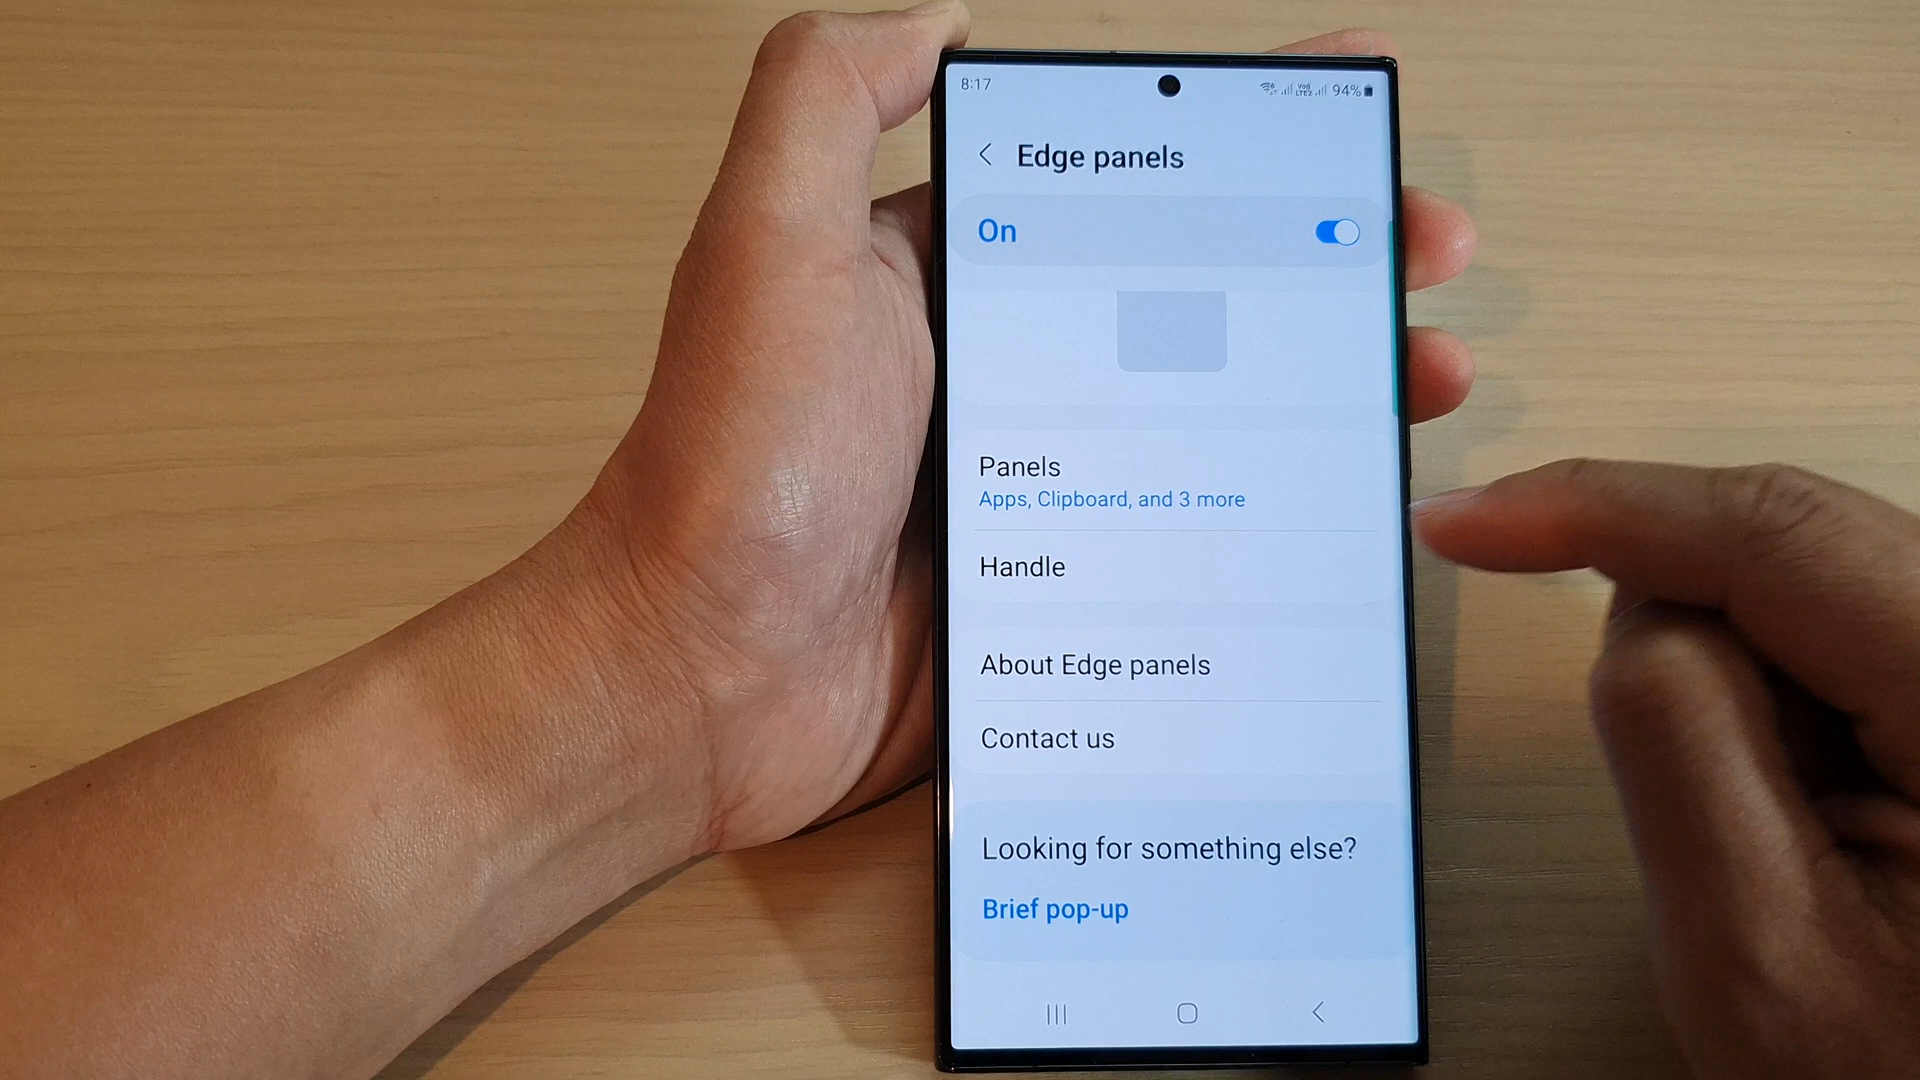 8:17
94%
Edge panels
On
Panels
Apps, Clipboard, and 3 more
Handle
About Edge panels
Contact us
Looking for something else?
Brief pop-up